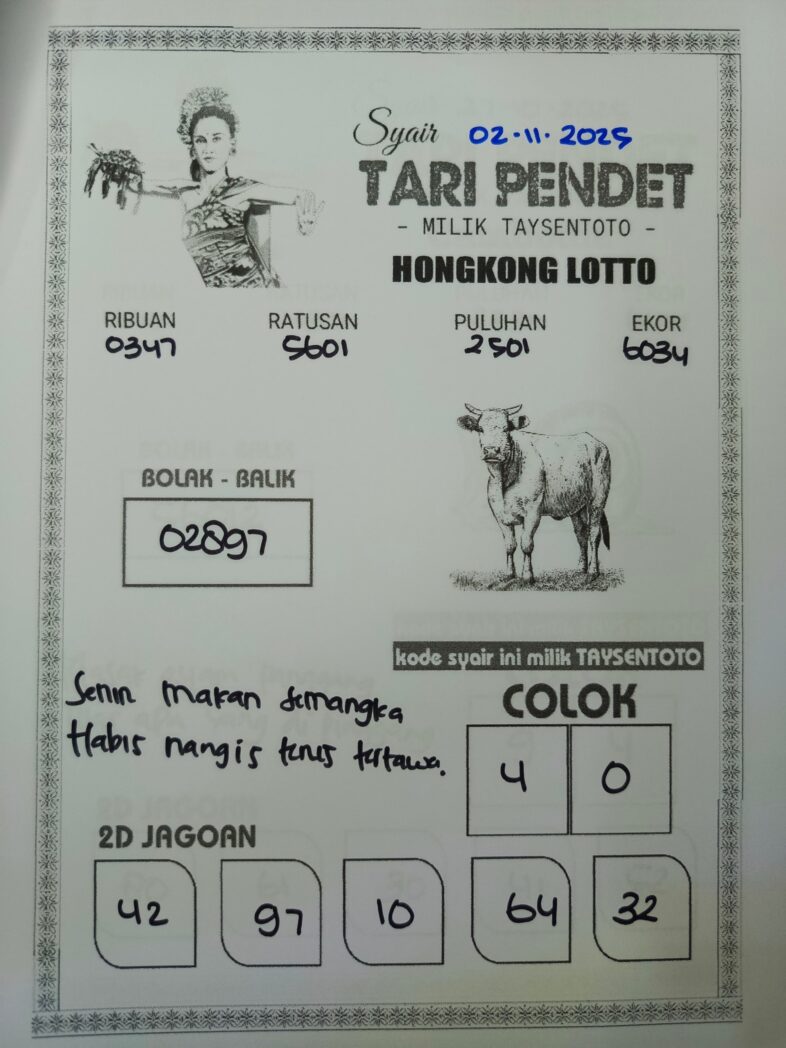 Syair 02.11.2025
TARI PENDET
- MILIK TAYSENTOTO -
HONGKONG LOTTO
RIBUAN RATUSAN PULUHAN EKOR
0347 5601 2501 6034
BOLAK - BALIK
02897
kode syair ini milik TAYSENTOTO
Senin makan semangka
Habis nangis terus tertawa.
COLOK
4 0
2D JAGOAN
42 97 10 64 32